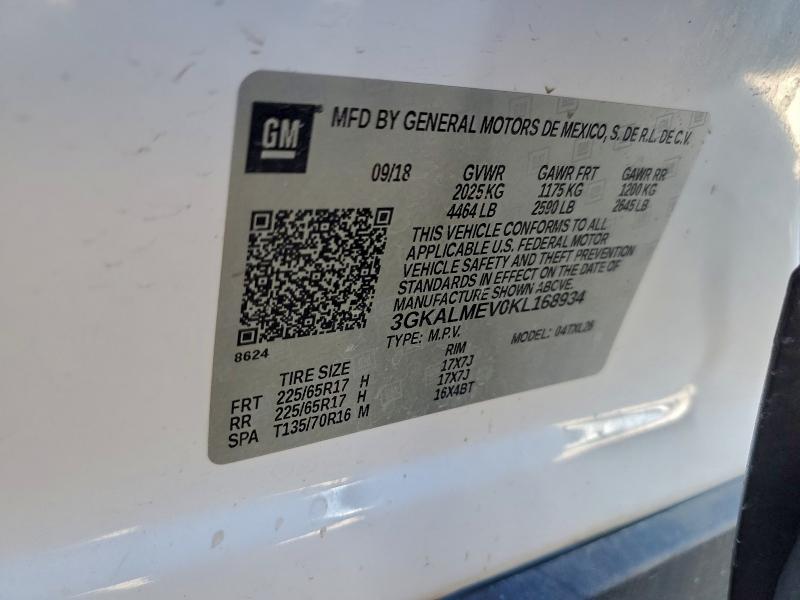 GM
MFD BY GENERAL MOTORS DE MEXICO, S. DE R.L. DE C.V.
09/18 GVWR GAWR FRT GAWR RR
2025 KG 1175 KG 1200 KG
4464 LB 2590 LB 2645 LB
THIS VEHICLE CONFORMS TO ALL
APPLICABLE U.S. FEDERAL MOTOR
VEHICLE SAFETY AND THEFT PREVENTION
STANDARDS IN EFFECT ON THE DATE OF
MANUFACTURE SHOWN ABOVE.
3GKALMEV0KL168934
TYPE: M.P.V. MODEL: 04TXL26
8624
TIRE SIZE RIM
FRT 225/65R17 H 17X7J
RR 225/65R17 H 17X7J
SPA T135/70R16 M 16X4BT